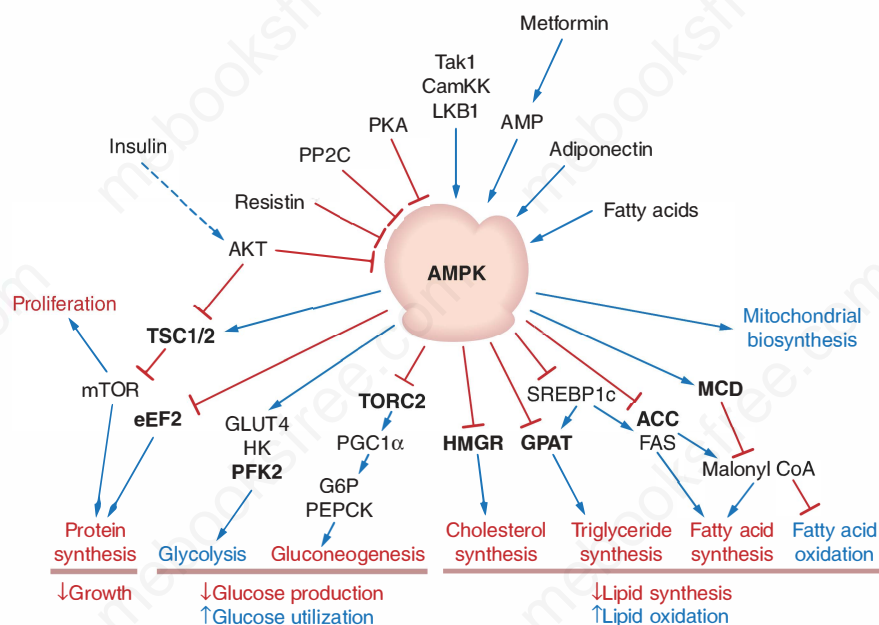 Metformin
Tak1
CamKK
LKB1
PKA
AMP
Insulin
PP2C
Adiponectin
Resistin
Fatty acids
AKT
AMPK
Proliferation
TSC1/2
Mitochondrial
biosynthesis
mTOR
eEF2
GLUT4
HK
PFK2
TORC2
PGC1α
G6P
PEPCK
HMGR
GPAT
SREBP1c
ACC
FAS
MCD
Malonyl CoA
Protein
synthesis
Glycolysis
Gluconeogenesis
Cholesterol
synthesis
Triglyceride
synthesis
Fatty acid
synthesis
Fatty acid
oxidation
↓Growth
↓Glucose production
↑Glucose utilization
↓Lipid synthesis
↑Lipid oxidation
mebooksfree.com